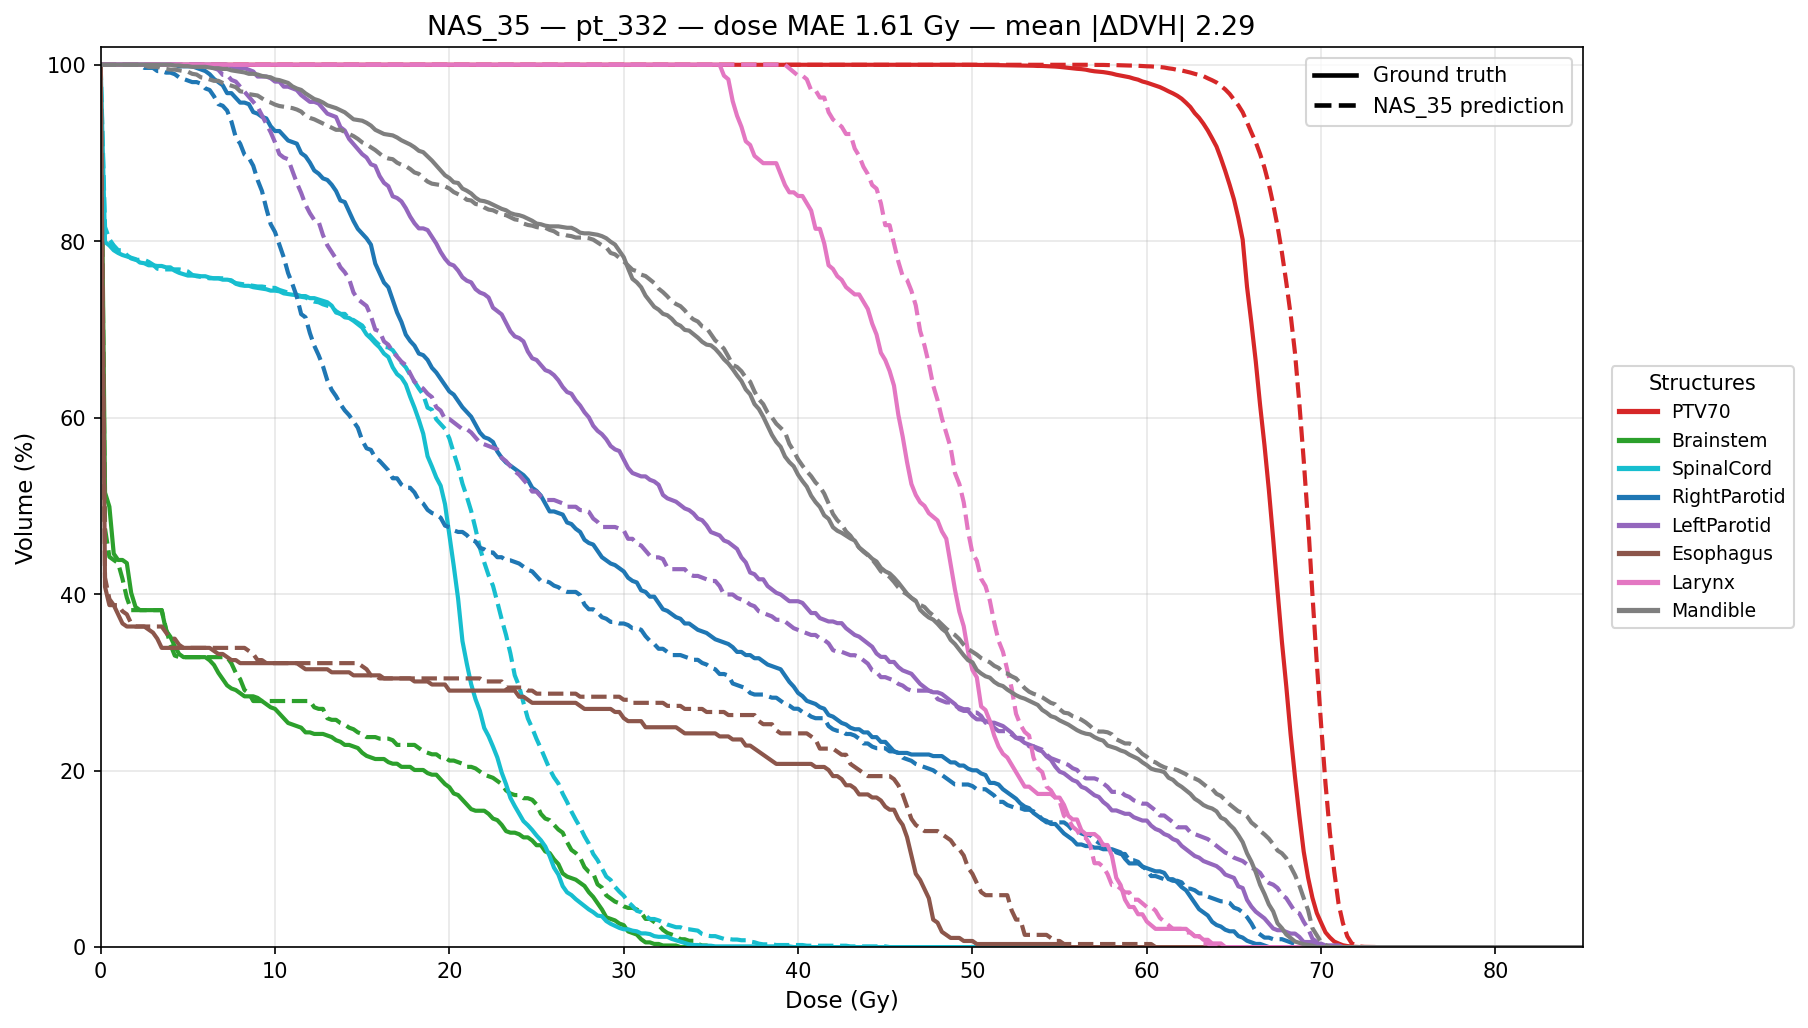 NAS_35 — pt_332 — dose MAE 1.61 Gy — mean |ΔDVH| 2.29
Ground truth
NAS_35 prediction
Volume (%)
100
80
60
40
20
0
0 10 20 30 40 50 60 70 80
Dose (Gy)
Structures
PTV70
Brainstem
SpinalCord
RightParotid
LeftParotid
Esophagus
Larynx
Mandible